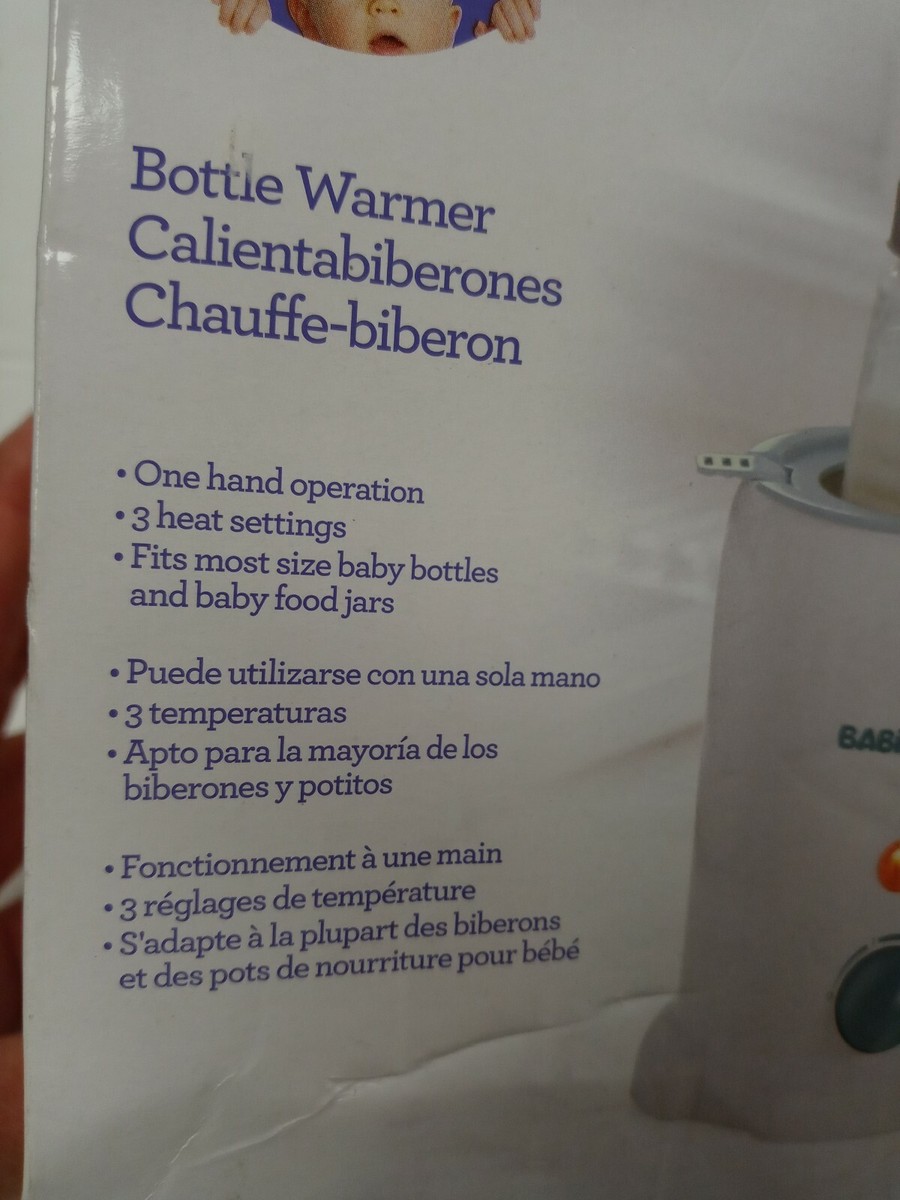 Bottle Warmer
Calientabiberones
Chauffe-biberon
• One hand operation
• 3 heat settings
• Fits most size baby bottles
and baby food jars
• Puede utilizarse con una sola mano
• 3 temperaturas
• Apto para la mayoría de los
biberones y potitos
• Fonctionnement à une main
• 3 réglages de température
• S'adapte à la plupart des biberons
et des pots de nourriture pour bébé